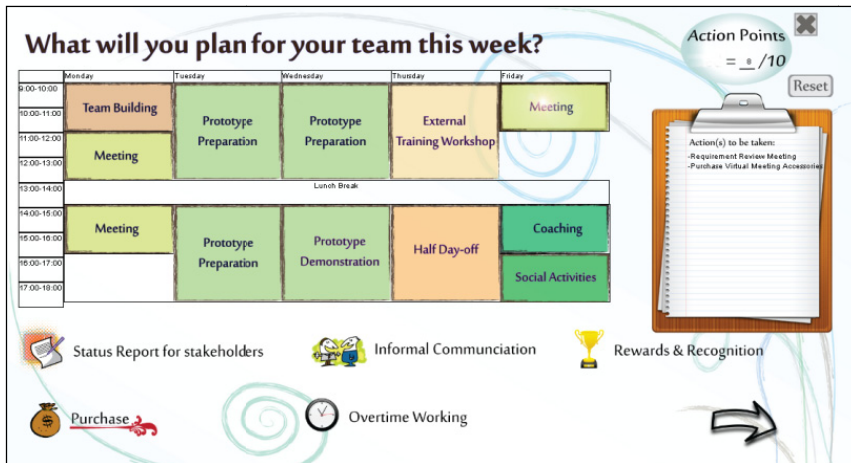 What will you plan for your team this week?
Action Points
= 8 /10
Reset
Monday Tuesday Wednesday Thursday Friday
9:00-10:00
10:00-11:00
11:00-12:00
12:00-13:00
13:00-14:00
14:00-15:00
15:00-16:00
16:00-17:00
17:00-18:00
Team Building
Meeting
Prototype
Preparation
Prototype
Preparation
External
Training Workshop
Meeting
Lunch Break
Meeting
Prototype
Preparation
Prototype
Demonstration
Half Day-off
Coaching
Social Activities
Action(s) to be taken:
-Requirement Review Meeting
-Purchase Virtual Meeting Accessories
Status Report for stakeholders
Informal Communciation
Rewards & Recognition
Purchase
Overtime Working